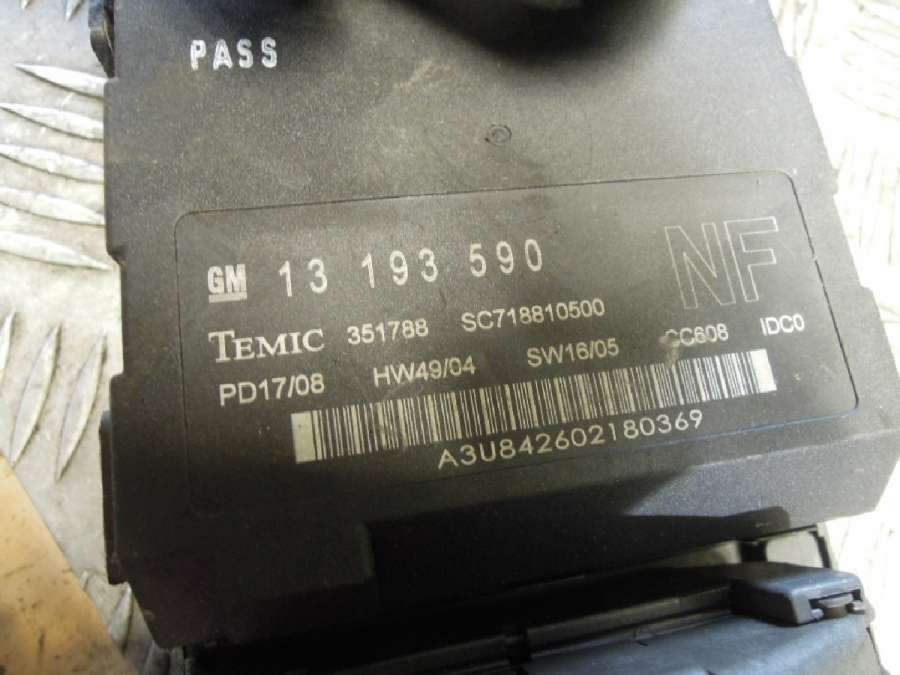 PASS
GM 13 193 590 NF
TEMIC 351788 SC718810500
PD17/08 HW49/04 SW16/05 CC608 IDC0
A3U842602180369